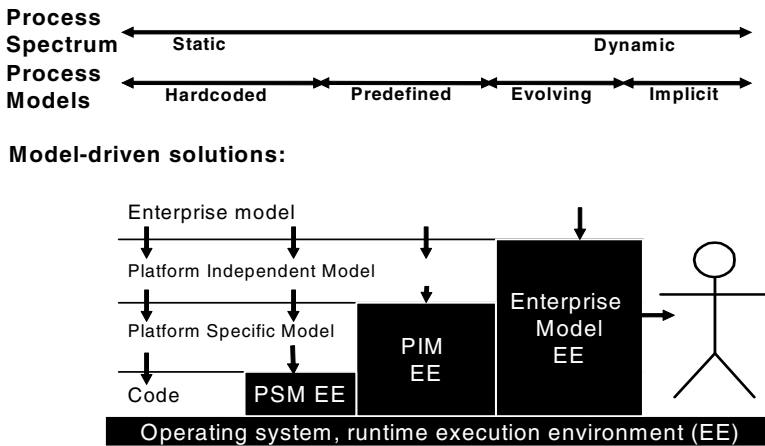 Process
Spectrum
Static
Dynamic
Process
Models
Hardcoded
Predefined
Evolving
Implicit
Model-driven solutions:
Enterprise model
Platform Independent Model
Platform Specific Model
Code
PSM EE
PIM
EE
Enterprise
Model
EE
Operating system, runtime execution environment (EE)